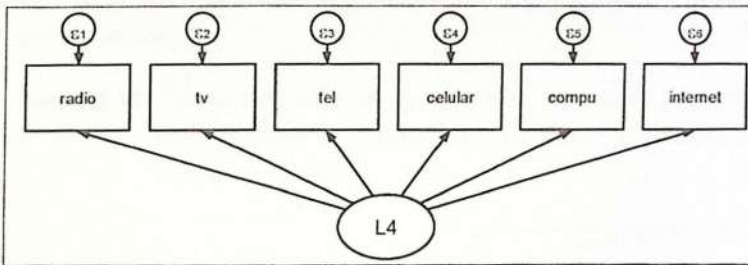 ε1 ε2 ε3 ε4 ε5 ε6
radio tv tel celular compu internet
L4